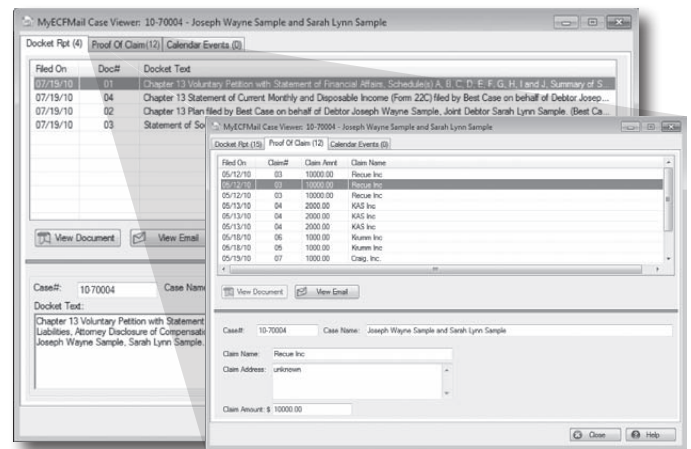 MyECFMail Case Viewer: 10-70004 - Joseph Wayne Sample and Sarah Lynn Sample
Docket Rpt (4) Proof Of Claim (12) Calendar Events (0)
Filed On Doc# Docket Text
07/19/10 01 Chapter 13 Voluntary Petition with Statement of Financial Affairs, Schedule(s) A, B, C, D, E, F, G, H, I and J, Summary of S...
07/19/10 04 Chapter 13 Statement of Current Monthly and Disposable Income (Form 22C) filed by Best Case on behalf of Debtor Josep...
07/19/10 02 Chapter 13 Plan filed by Best Case on behalf of Debtor Joseph Wayne Sample, Joint Debtor Sarah Lynn Sample. (Best Ca...
07/19/10 03 Statement of So
View Document View Email
Case#: 10-70004 Case Name
Docket Text:
Chapter 13 Voluntary Petition with Statement
Liabilities, Attorney Disclosure of Compensatio
Joseph Wayne Sample, Sarah Lynn Sample.
MyECFMail Case Viewer: 10-70004 - Joseph Wayne Sample and Sarah Lynn Sample
Docket Rpt (15) Proof Of Claim (12) Calendar Events (0)
Filed On Claim# Claim Amnt Claim Name
05/12/10 03 10000.00 Recue Inc
05/12/10 03 10000.00 Recue Inc
05/12/10 03 10000.00 Recue Inc
05/13/10 04 2000.00 KAS Inc
05/13/10 04 2000.00 KAS Inc
05/13/10 04 2000.00 KAS Inc
05/18/10 06 1000.00 Krumm Inc
05/18/10 05 1000.00 Krumm Inc
05/19/10 07 1000.00 Craig, Inc.
View Document View Email
Case#: 10-70004 Case Name: Joseph Wayne Sample and Sarah Lynn Sample
Claim Name: Recue Inc
Claim Address: unknown
Claim Amount: $ 10000.00
Close Help